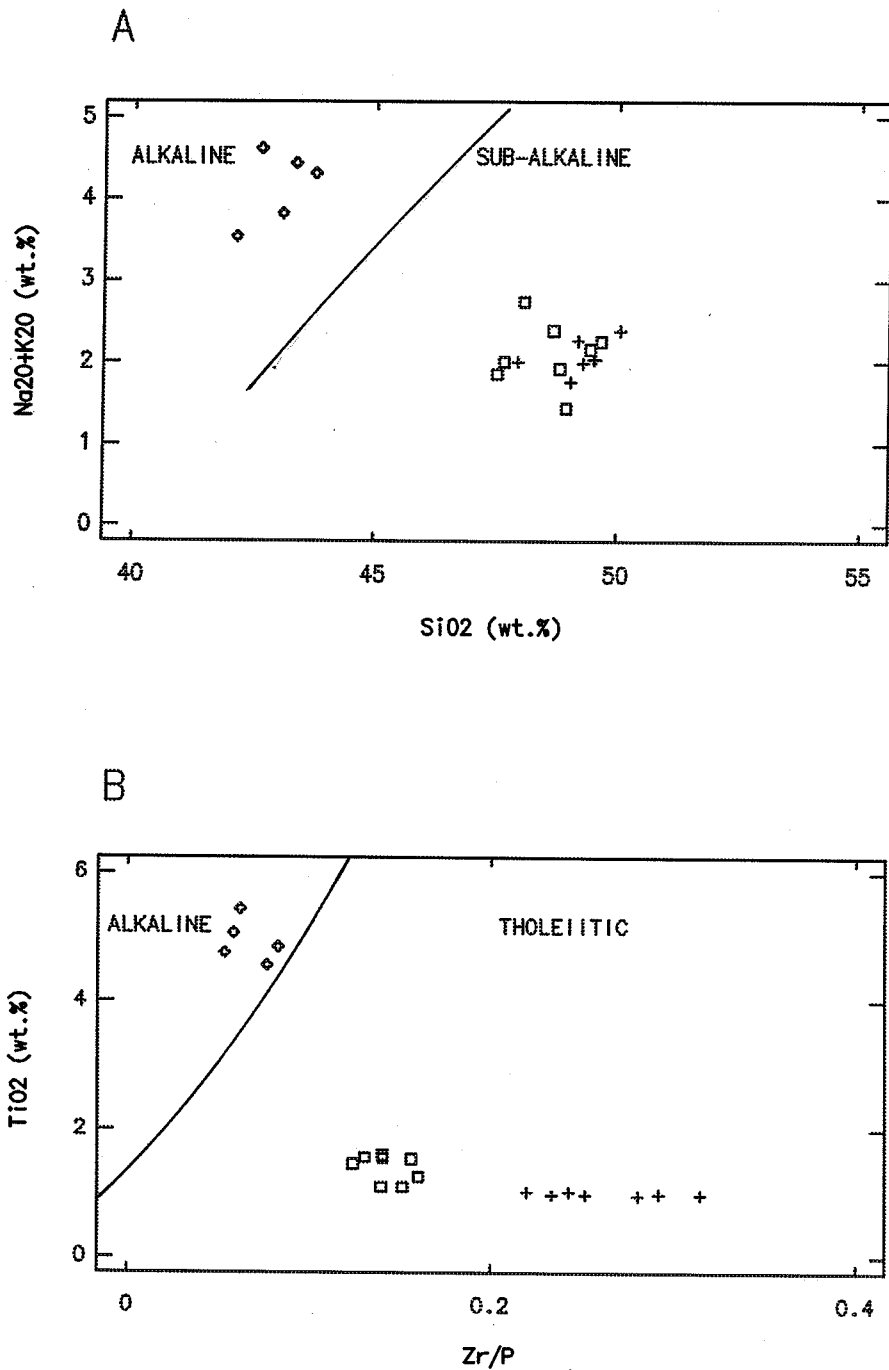 A
5
4
3
2
1
0
ALKALINE
SUB-ALKALINE
Na2O+K2O (wt.%)
40
45
50
55
SiO2 (wt.%)
B
6
4
2
0
ALKALINE
THOLEIITIC
TiO2 (wt.%)
0
0.2
0.4
Zr/P